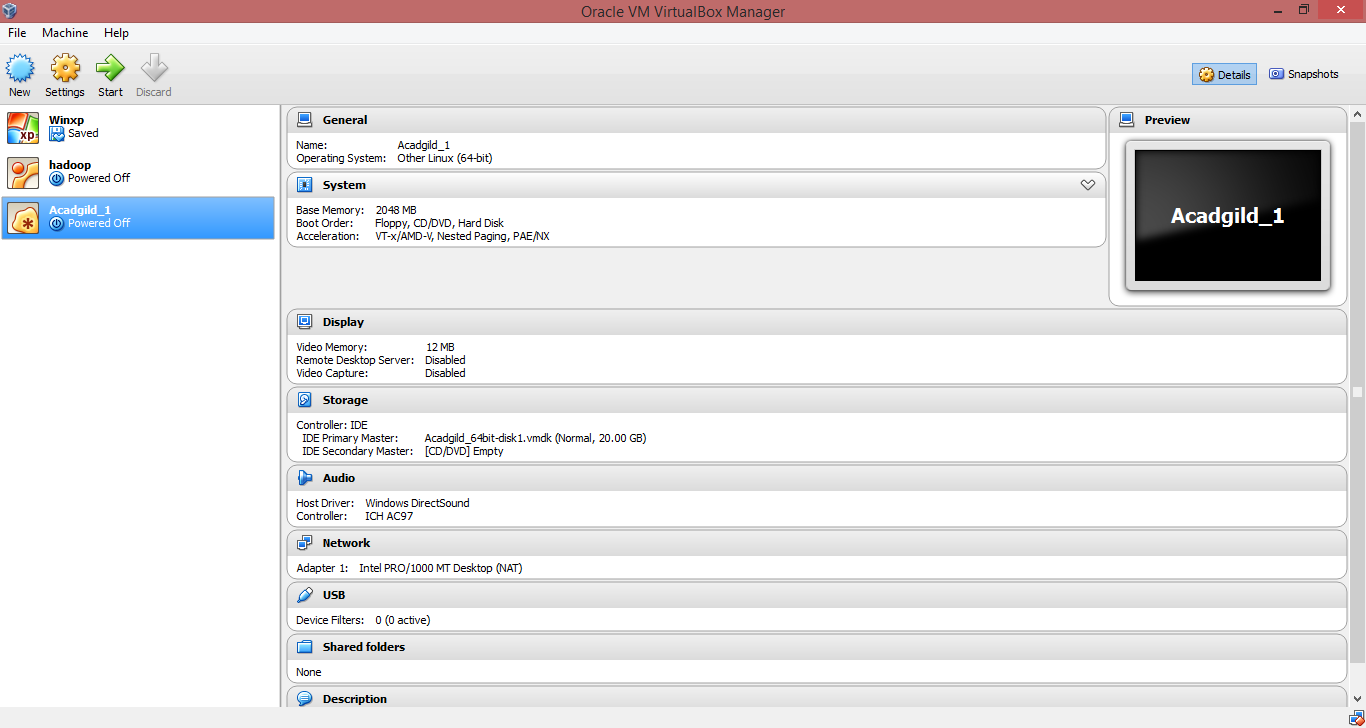 Oracle VM VirtualBox Manager
File Machine Help
New Settings Start Discard
Details Snapshots
Winxp
Saved
hadoop
Powered Off
Acadgild_1
Powered Off
General
Name: Acadgild_1
Operating System: Other Linux (64-bit)
System
Base Memory: 2048 MB
Boot Order: Floppy, CD/DVD, Hard Disk
Acceleration: VT-x/AMD-V, Nested Paging, PAE/NX
Preview
Acadgild_1
Display
Video Memory: 12 MB
Remote Desktop Server: Disabled
Video Capture: Disabled
Storage
Controller: IDE
IDE Primary Master: Acadgild_64bit-disk1.vmdk (Normal, 20.00 GB)
IDE Secondary Master: [CD/DVD] Empty
Audio
Host Driver: Windows DirectSound
Controller: ICH AC97
Network
Adapter 1: Intel PRO/1000 MT Desktop (NAT)
USB
Device Filters: 0 (0 active)
Shared folders
None
Description